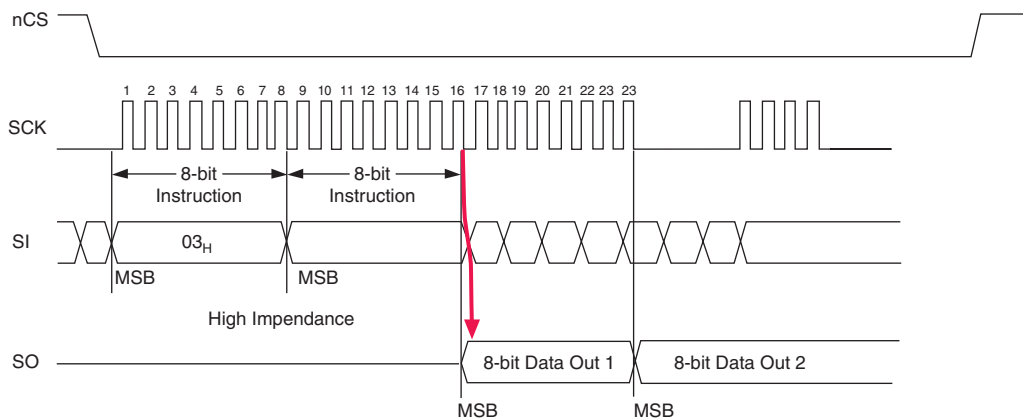 nCS
1 2 3 4 5 6 7 8 9 10 11 12 13 14 15 16 17 18 19 20 21 22 23 23
SCK
8-bit 8-bit
Instruction Instruction
SI 03H
MSB MSB
High Impendance
SO 8-bit Data Out 1 8-bit Data Out 2
MSB MSB